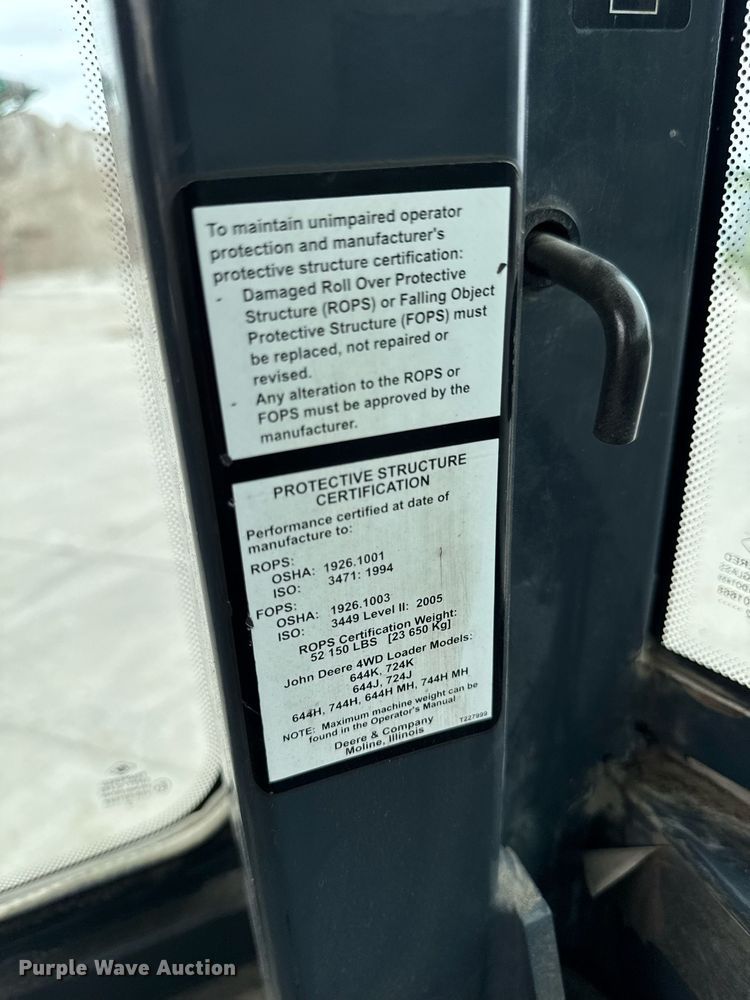 To maintain unimpaired operator
protection and manufacturer's
protective structure certification:
- Damaged Roll Over Protective
Structure (ROPS) or Falling Object
Protective Structure (FOPS) must
be replaced, not repaired or
revised.
- Any alteration to the ROPS or
FOPS must be approved by the
manufacturer.
PROTECTIVE STRUCTURE
CERTIFICATION
Performance certified at date of
manufacture to:
ROPS:
OSHA: 1926.1001
ISO: 3471: 1994
FOPS:
OSHA: 1926.1003
ISO: 3449 Level II: 2005
ROPS Certification Weight:
52 150 LBS [23 650 Kg]
John Deere 4WD Loader Models:
644K, 724K
644J, 724J
644H, 744H, 644H MH, 744H MH
NOTE: Maximum machine weight can be
found in the Operator's Manual
Deere & Company T227999
Moline, Illinois
Purple Wave Auction